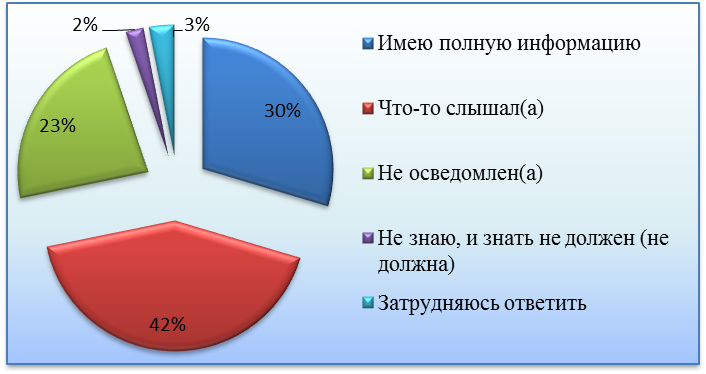 2%
3%
30%
23%
42%
Имею полную информацию
Что-то слышал(а)
Не осведомлен(а)
Не знаю, и знать не должен (не
должна)
Затрудняюсь ответить